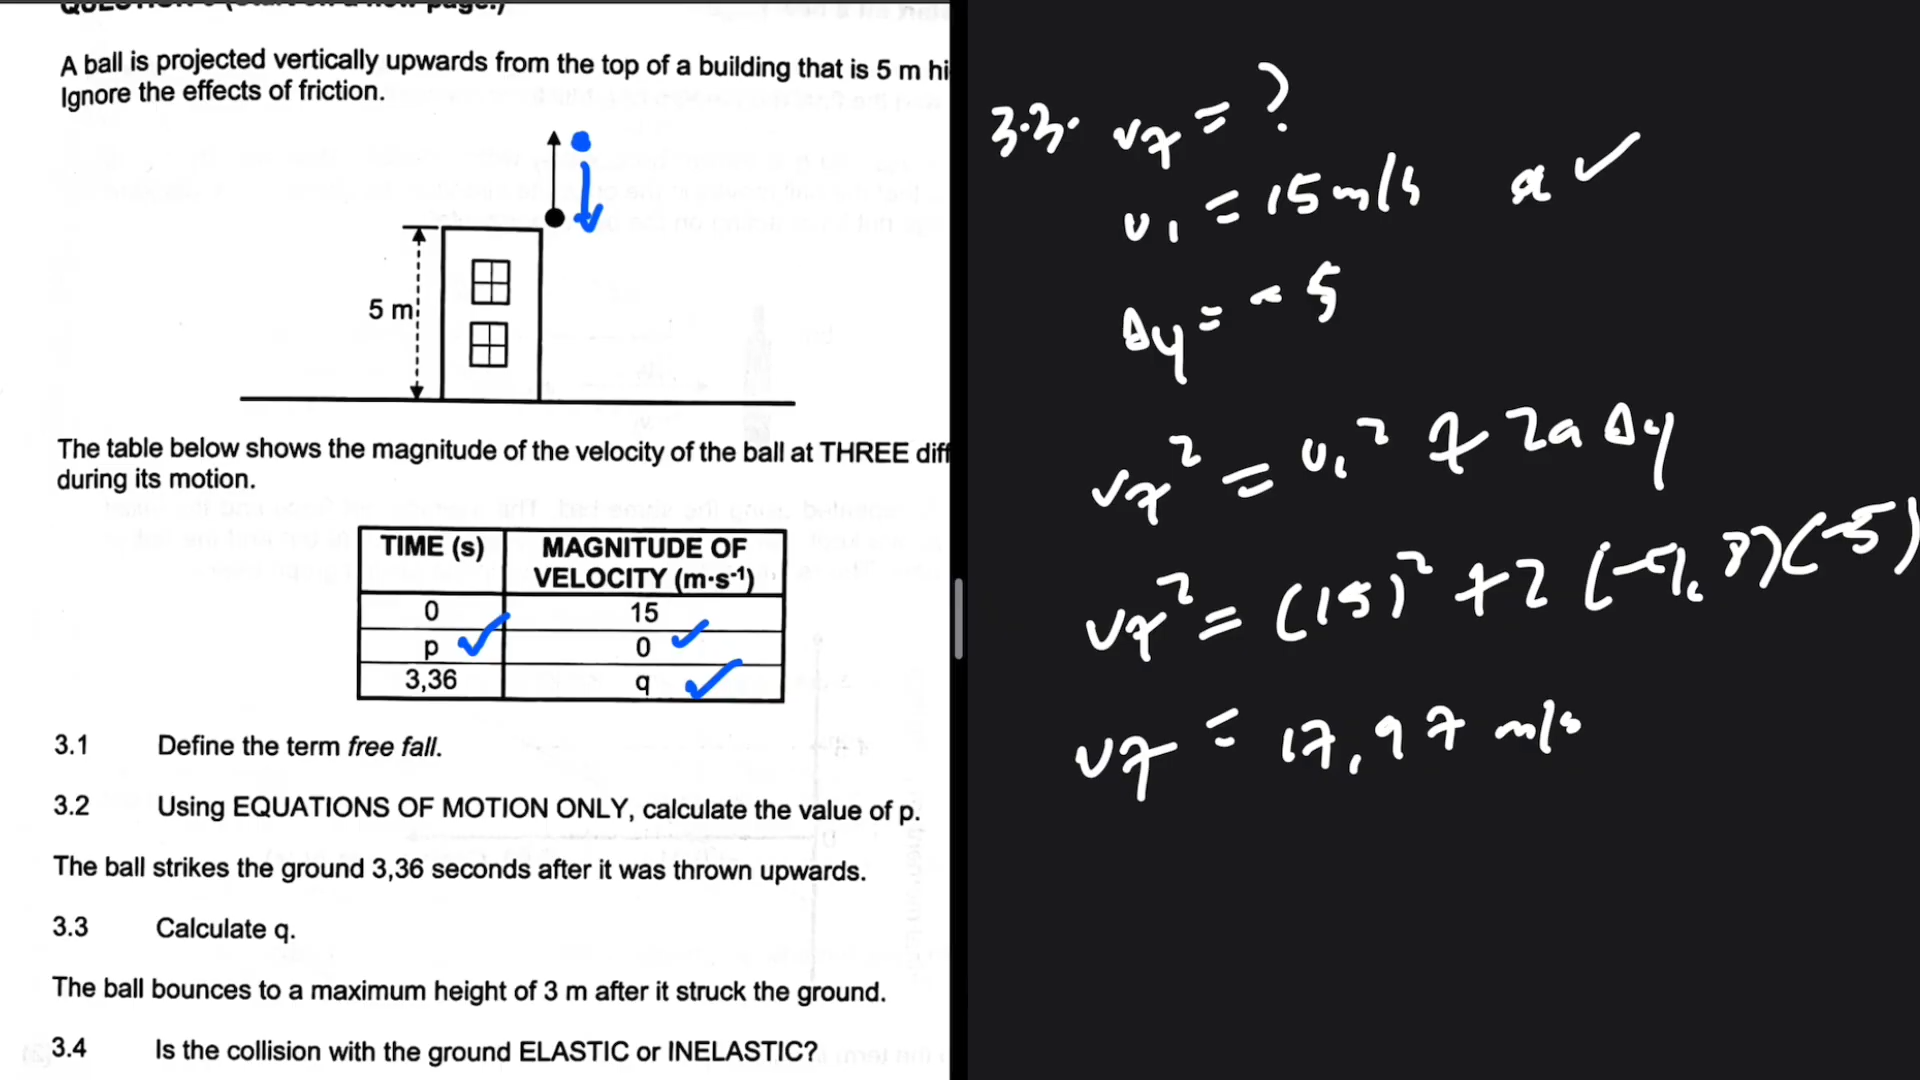 QUESTION 3 (Start on a new page.)
A ball is projected vertically upwards from the top of a building that is 5 m hi
Ignore the effects of friction.
5 m
The table below shows the magnitude of the velocity of the ball at THREE diff
during its motion.
TIME (s) MAGNITUDE OF VELOCITY (m·s⁻¹)
0 15
p 0
3,36 q
3.1 Define the term free fall.
3.2 Using EQUATIONS OF MOTION ONLY, calculate the value of p.
The ball strikes the ground 3,36 seconds after it was thrown upwards.
3.3 Calculate q.
The ball bounces to a maximum height of 3 m after it struck the ground.
3.4 Is the collision with the ground ELASTIC or INELASTIC?
3.3. vf = ?
vi = 15 m/s a ✓
Δy = -5
vf² = vi² + 2aΔy
vf² = (15)² + 2(-9,8)(-5)
vf = 17,97 m/s